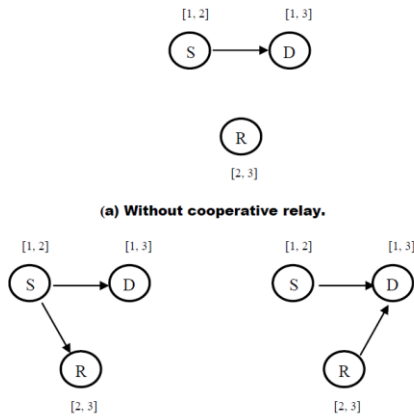 [1, 2] [1, 3]
S D
R
[2, 3]
(a) Without cooperative relay.
[1, 2] [1, 3] [1, 2] [1, 3]
S D S D
R R
[2, 3] [2, 3]